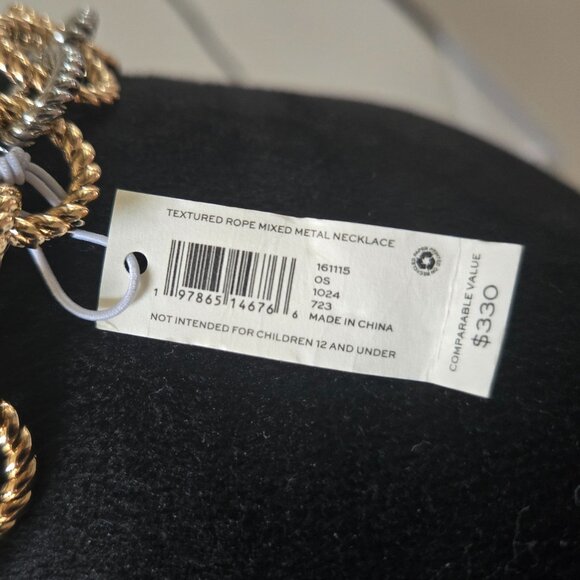 TEXTURED ROPE MIXED METAL NECKLACE
161115
OS
1024
723
1 97865 14676 6
MADE IN CHINA
NOT INTENDED FOR CHILDREN 12 AND UNDER
COMPARABLE VALUE
$330